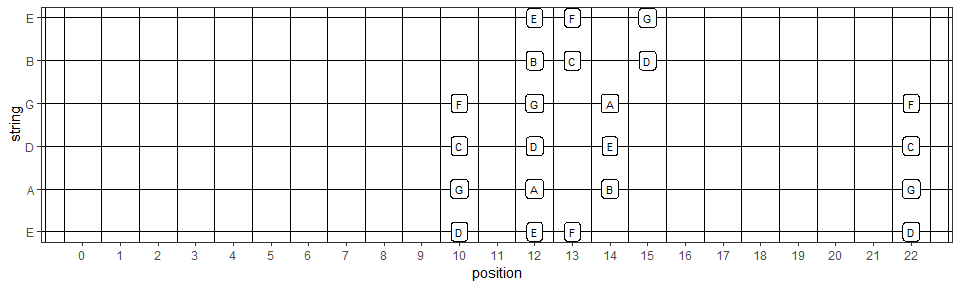 E E F G
B B C D
G F G A F
D C D E C
A G A B G
E D E F D
0 1 2 3 4 5 6 7 8 9 10 11 12 13 14 15 16 17 18 19 20 21 22
position
string